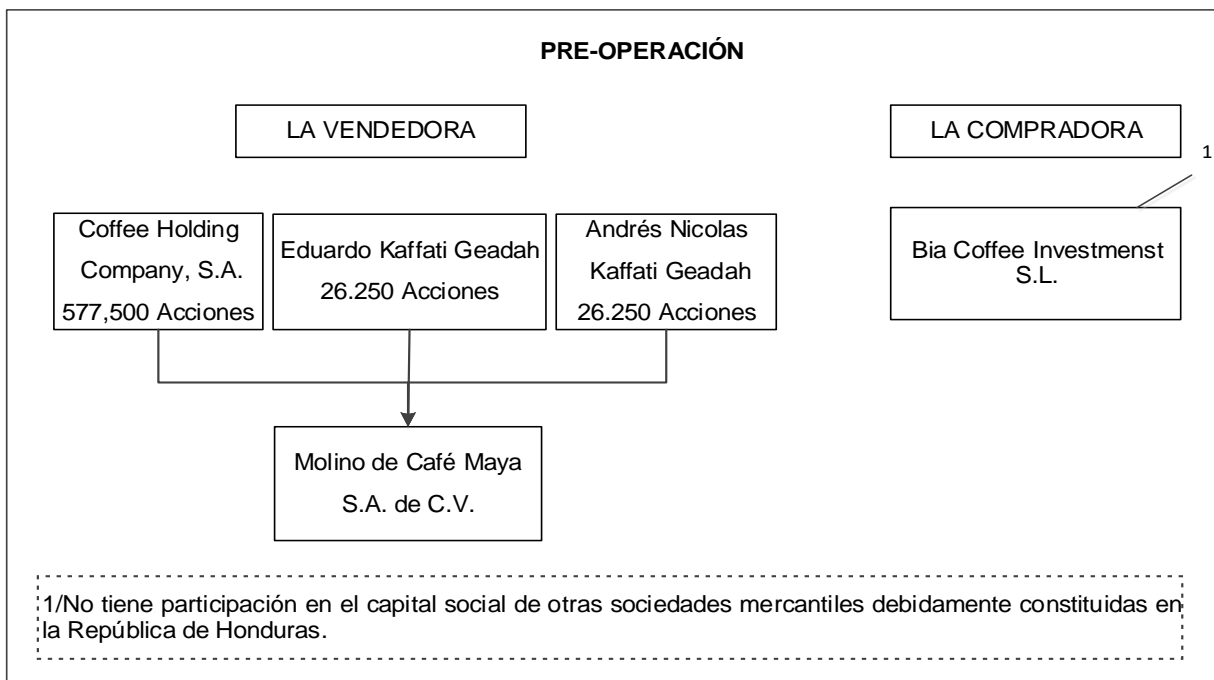 PRE-OPERACIÓN
LA VENDEDORA
LA COMPRADORA
1
Coffee Holding
Company, S.A.
577,500 Acciones
Eduardo Kaffati Geadah
26.250 Acciones
Andrés Nicolas
Kaffati Geadah
26.250 Acciones
Bia Coffee Investmenst
S.L.
Molino de Café Maya
S.A. de C.V.
1/No tiene participación en el capital social de otras sociedades mercantiles debidamente constituidas en
la República de Honduras.